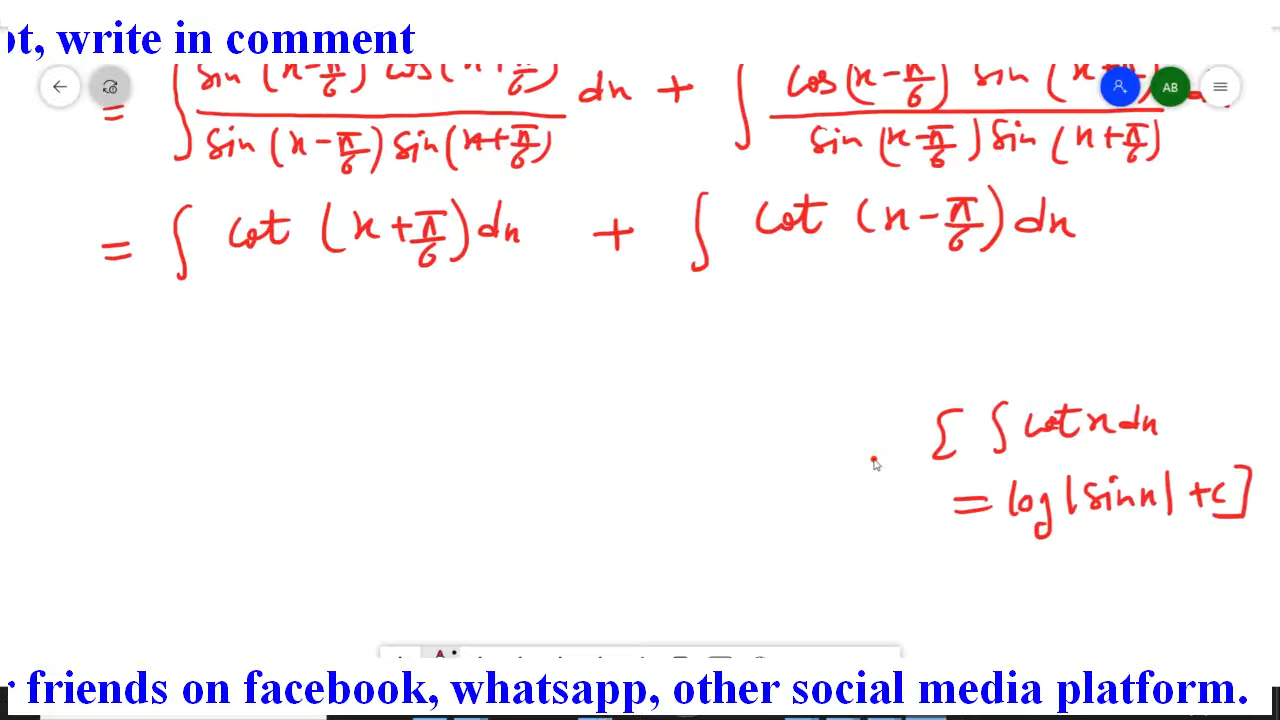 ot, write in comment
= ∫ sin (x-π/6) cos(x+π/6) / sin (x-π/6) sin (x+π/6) dx + ∫ cos(x-π/6) sin (x+π/6) / sin (x-π/6) sin (x+π/6)
AB
= ∫ cot (x+π/6) dx + ∫ cot (x-π/6) dx
[ ∫ cot x dx
= log |sin x| + c ]
r friends on facebook, whatsapp, other social media platform.